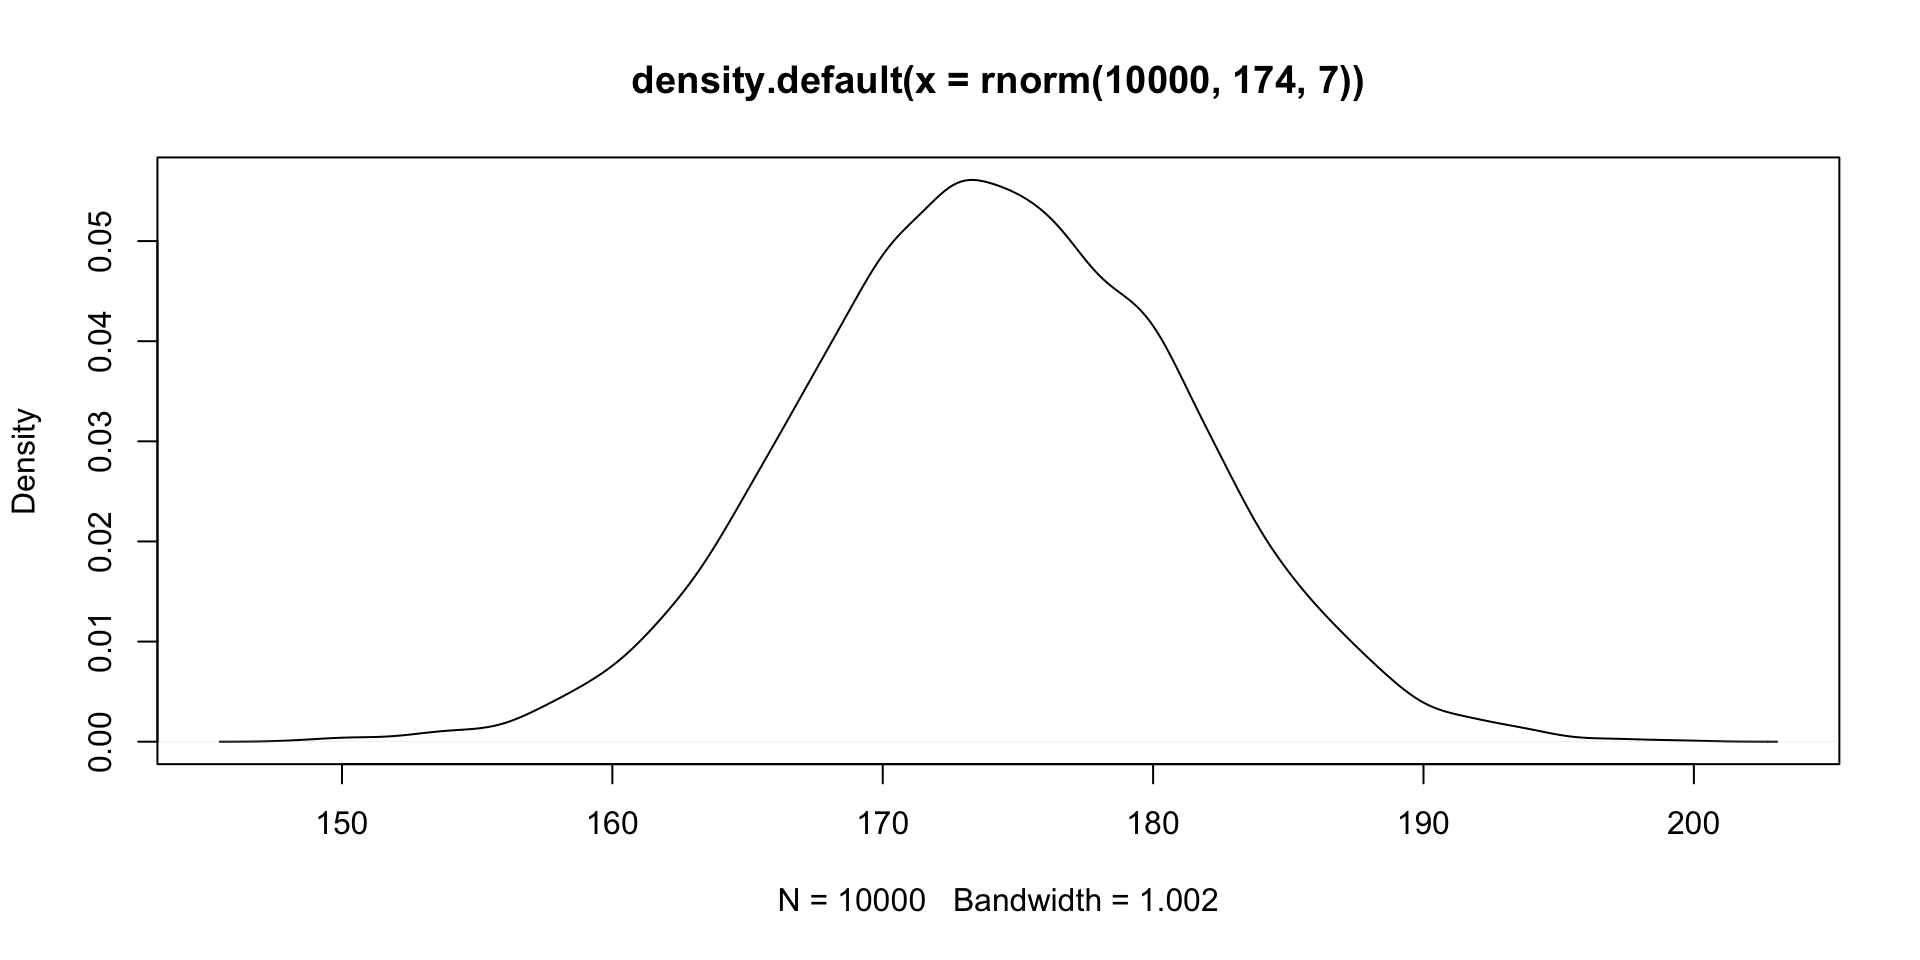 density.default(x = rnorm(10000, 174, 7))
Density
0.05
0.04
0.03
0.02
0.01
0.00
150 160 170 180 190 200
N = 10000 Bandwidth = 1.002